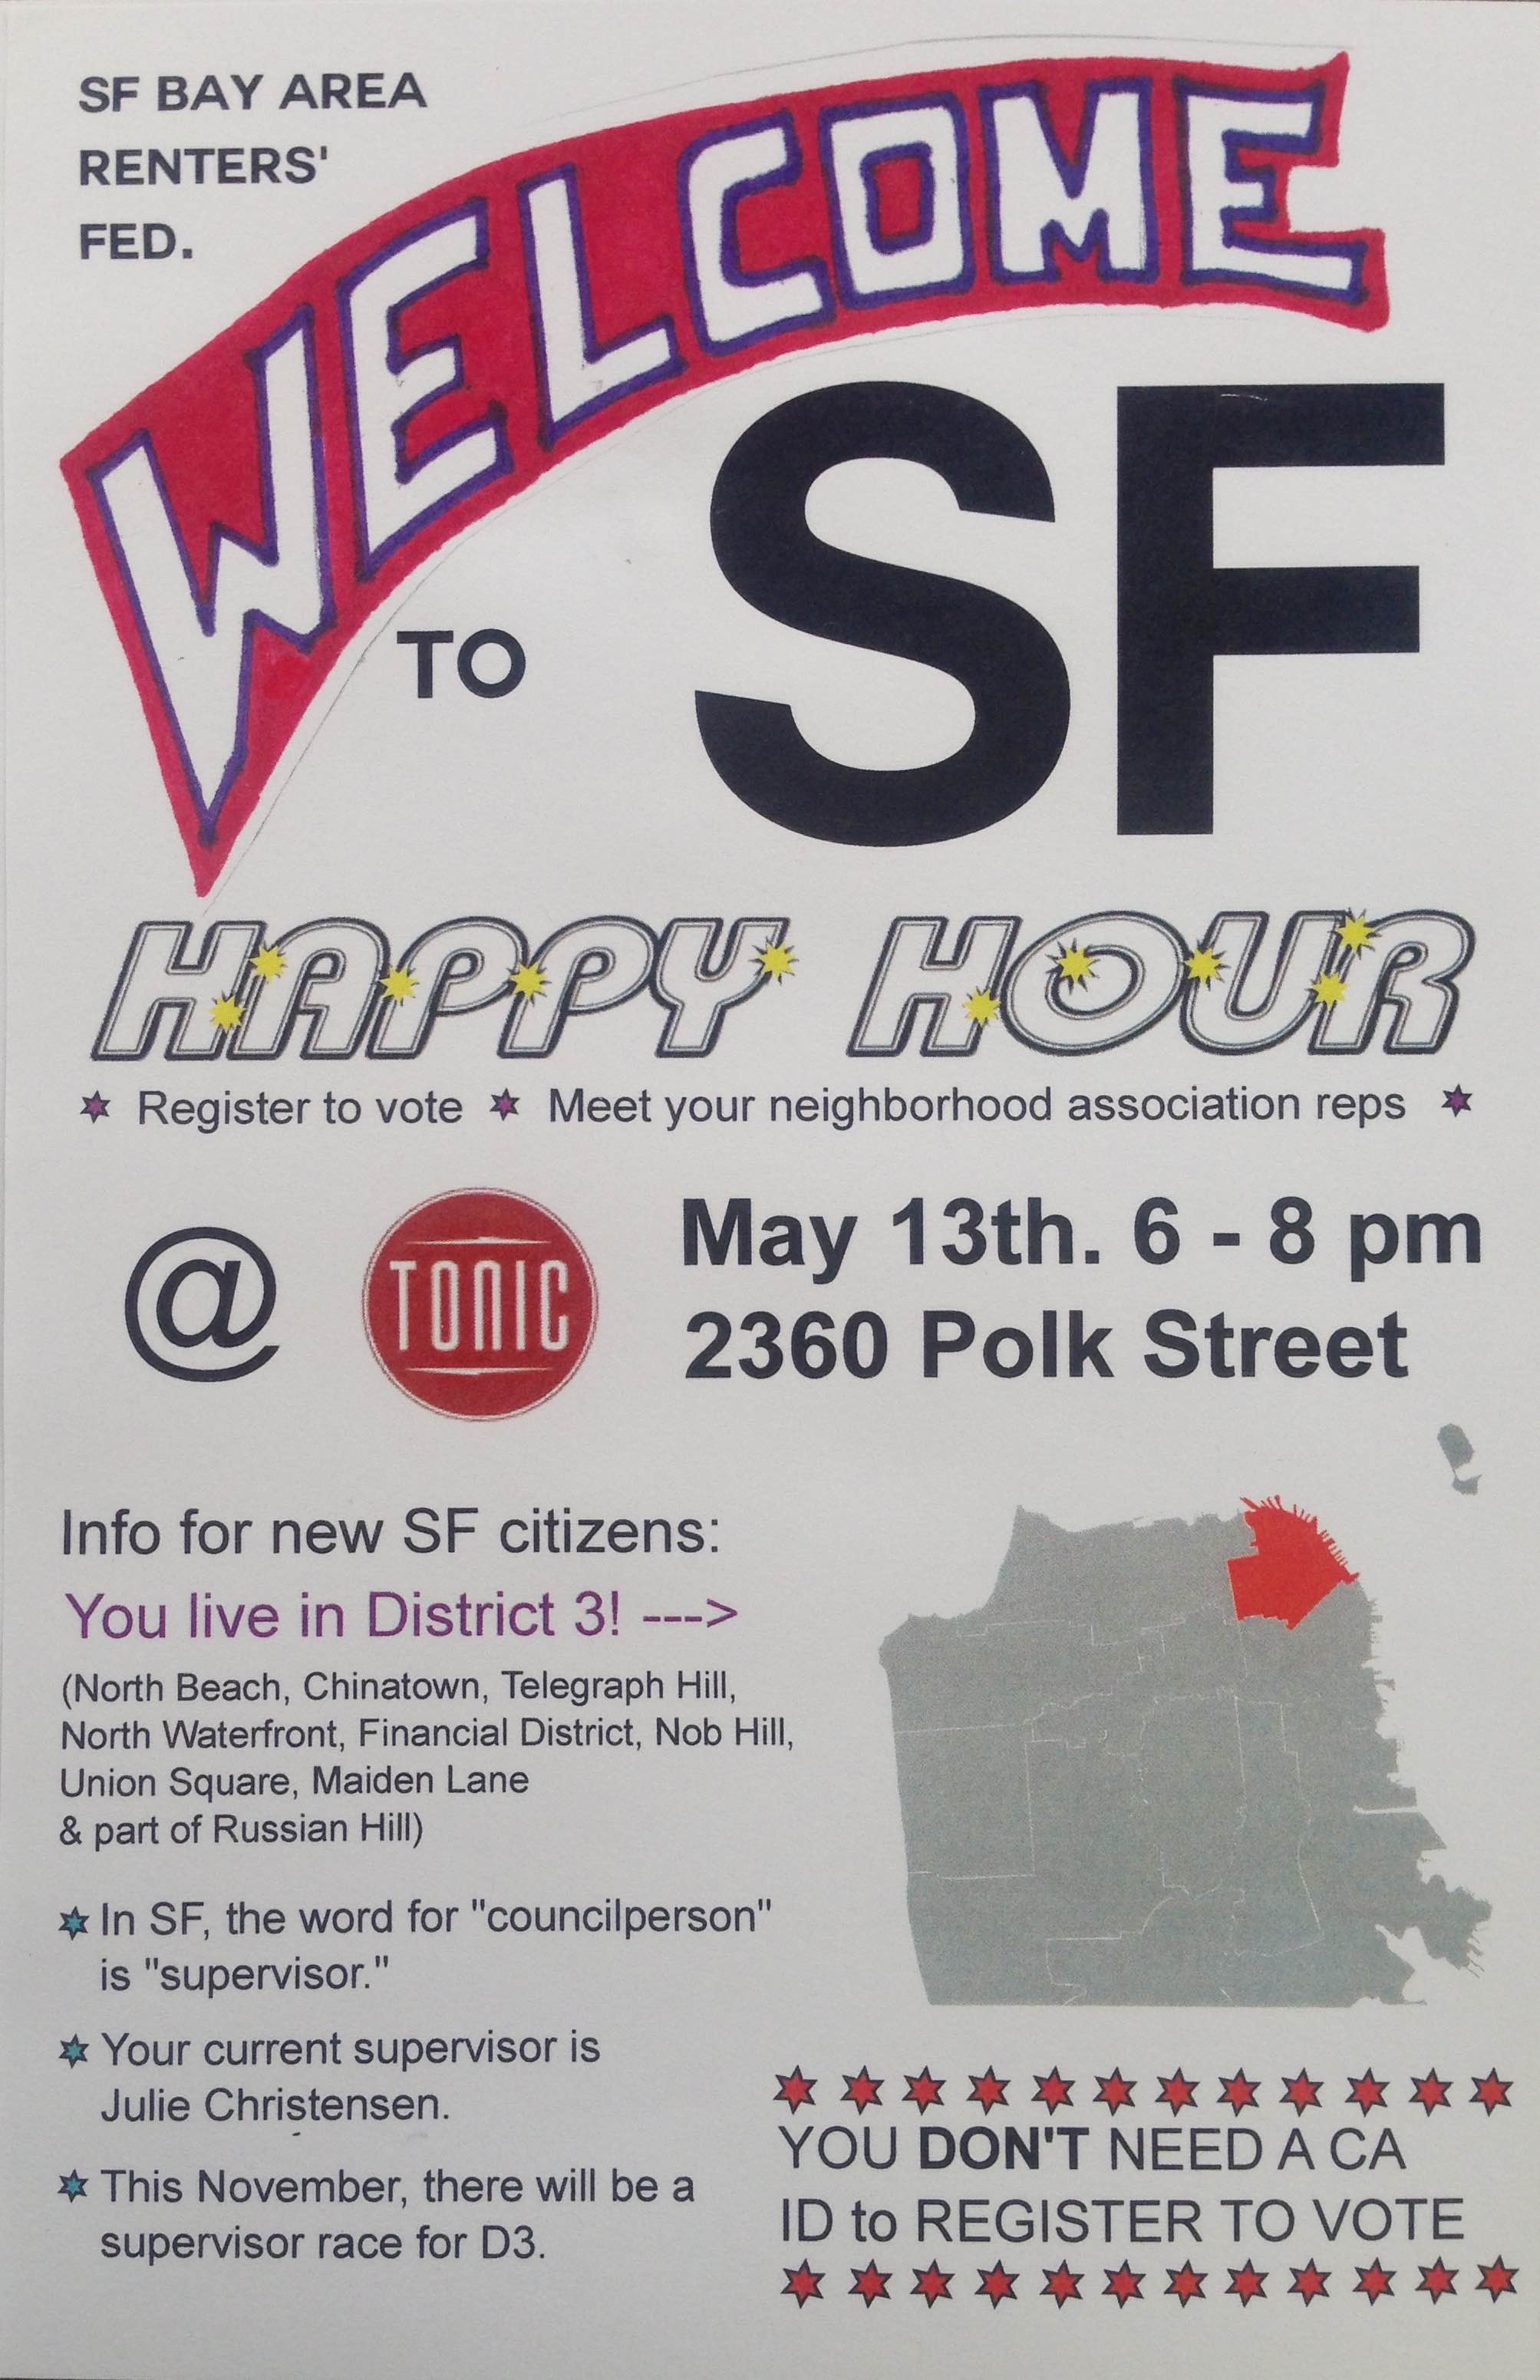 SF BAY AREA
RENTERS'
FED.
WELCOME
TO
SF
HAPPY HOUR
Register to vote
Meet your neighborhood association reps
@
TONIC
May 13th. 6 - 8 pm
2360 Polk Street
Info for new SF citizens:
You live in District 3! --->
(North Beach, Chinatown, Telegraph Hill,
North Waterfront, Financial District, Nob Hill,
Union Square, Maiden Lane
& part of Russian Hill)
In SF, the word for "councilperson"
is "supervisor."
Your current supervisor is
Julie Christensen.
This November, there will be a
supervisor race for D3.
YOU DON'T NEED A CA
ID to REGISTER TO VOTE